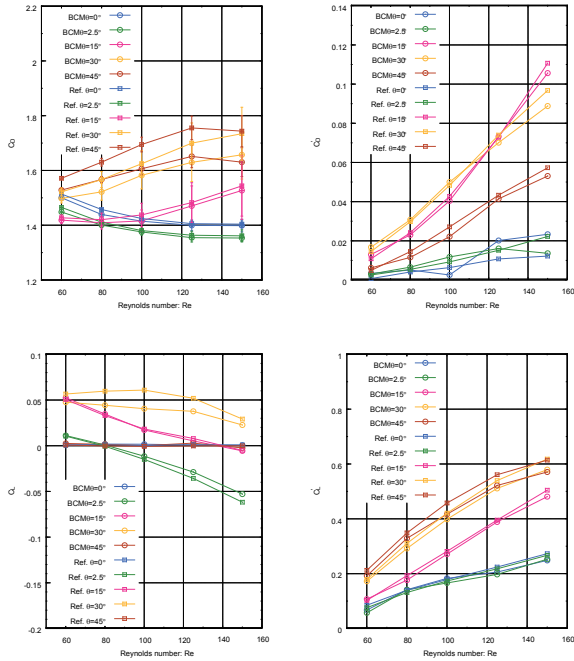 2.2
2
1.8
1.6
1.4
1.2
C_D
BCMθ=0°
BCMθ=2.5°
BCMθ=15°
BCMθ=30°
BCMθ=45°
Ref. θ=0°
Ref. θ=2.5°
Ref. θ=15°
Ref. θ=30°
Ref. θ=45°
60 80 100 120 140 160
Reynolds number: Re
0.14
0.12
0.1
0.08
0.06
0.04
0.02
0
C_D'
BCMθ=0°
BCMθ=2.5°
BCMθ=15°
BCMθ=30°
BCMθ=45°
Ref. θ=0°
Ref. θ=2.5°
Ref. θ=15°
Ref. θ=30°
Ref. θ=45°
60 80 100 120 140 160
Reynolds number: Re
0.1
0.05
0
-0.05
-0.1
-0.15
-0.2
C_L
BCMθ=0°
BCMθ=2.5°
BCMθ=15°
BCMθ=30°
BCMθ=45°
Ref. θ=0°
Ref. θ=2.5°
Ref. θ=15°
Ref. θ=30°
Ref. θ=45°
60 80 100 120 140 160
Reynolds number: Re
1
0.8
0.6
0.4
0.2
0
C_L'
BCMθ=0°
BCMθ=2.5°
BCMθ=15°
BCMθ=30°
BCMθ=45°
Ref. θ=0°
Ref. θ=2.5°
Ref. θ=15°
Ref. θ=30°
Ref. θ=45°
60 80 100 120 140 160
Reynolds number: Re